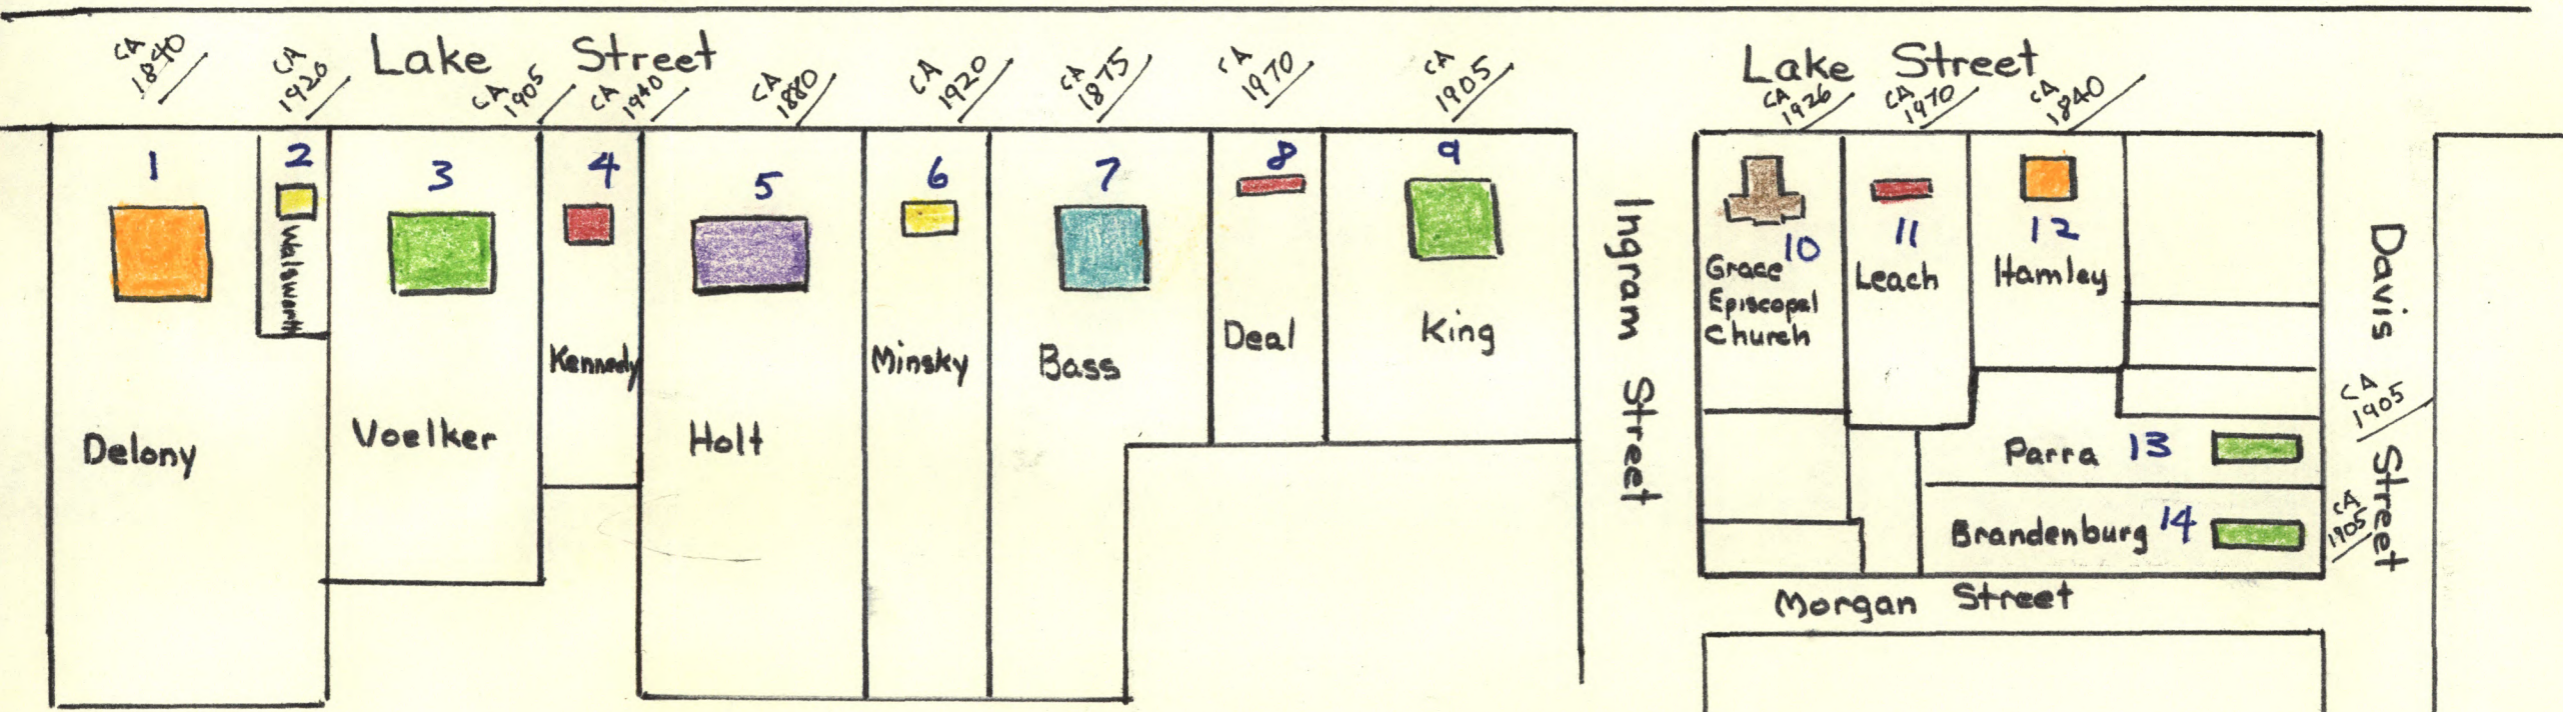 Lake Street
Lake Street
CA
1840
CA
1920
CA
1905
CA
1940
CA
1880
CA
1920
CA
1875
CA
1970
CA
1905
CA
1926
CA
1970
CA
1840
1
2
3
4
5
6
7
8
9
10
11
12
Walsworth
Delony
Voelker
Kennedy
Holt
Minsky
Bass
Deal
King
Ingram Street
Grace
Episcopal
Church
Leach
Hamley
Davis Street
CA
1905
Parra 13
Brandenburg 14
CA
1905
Morgan Street